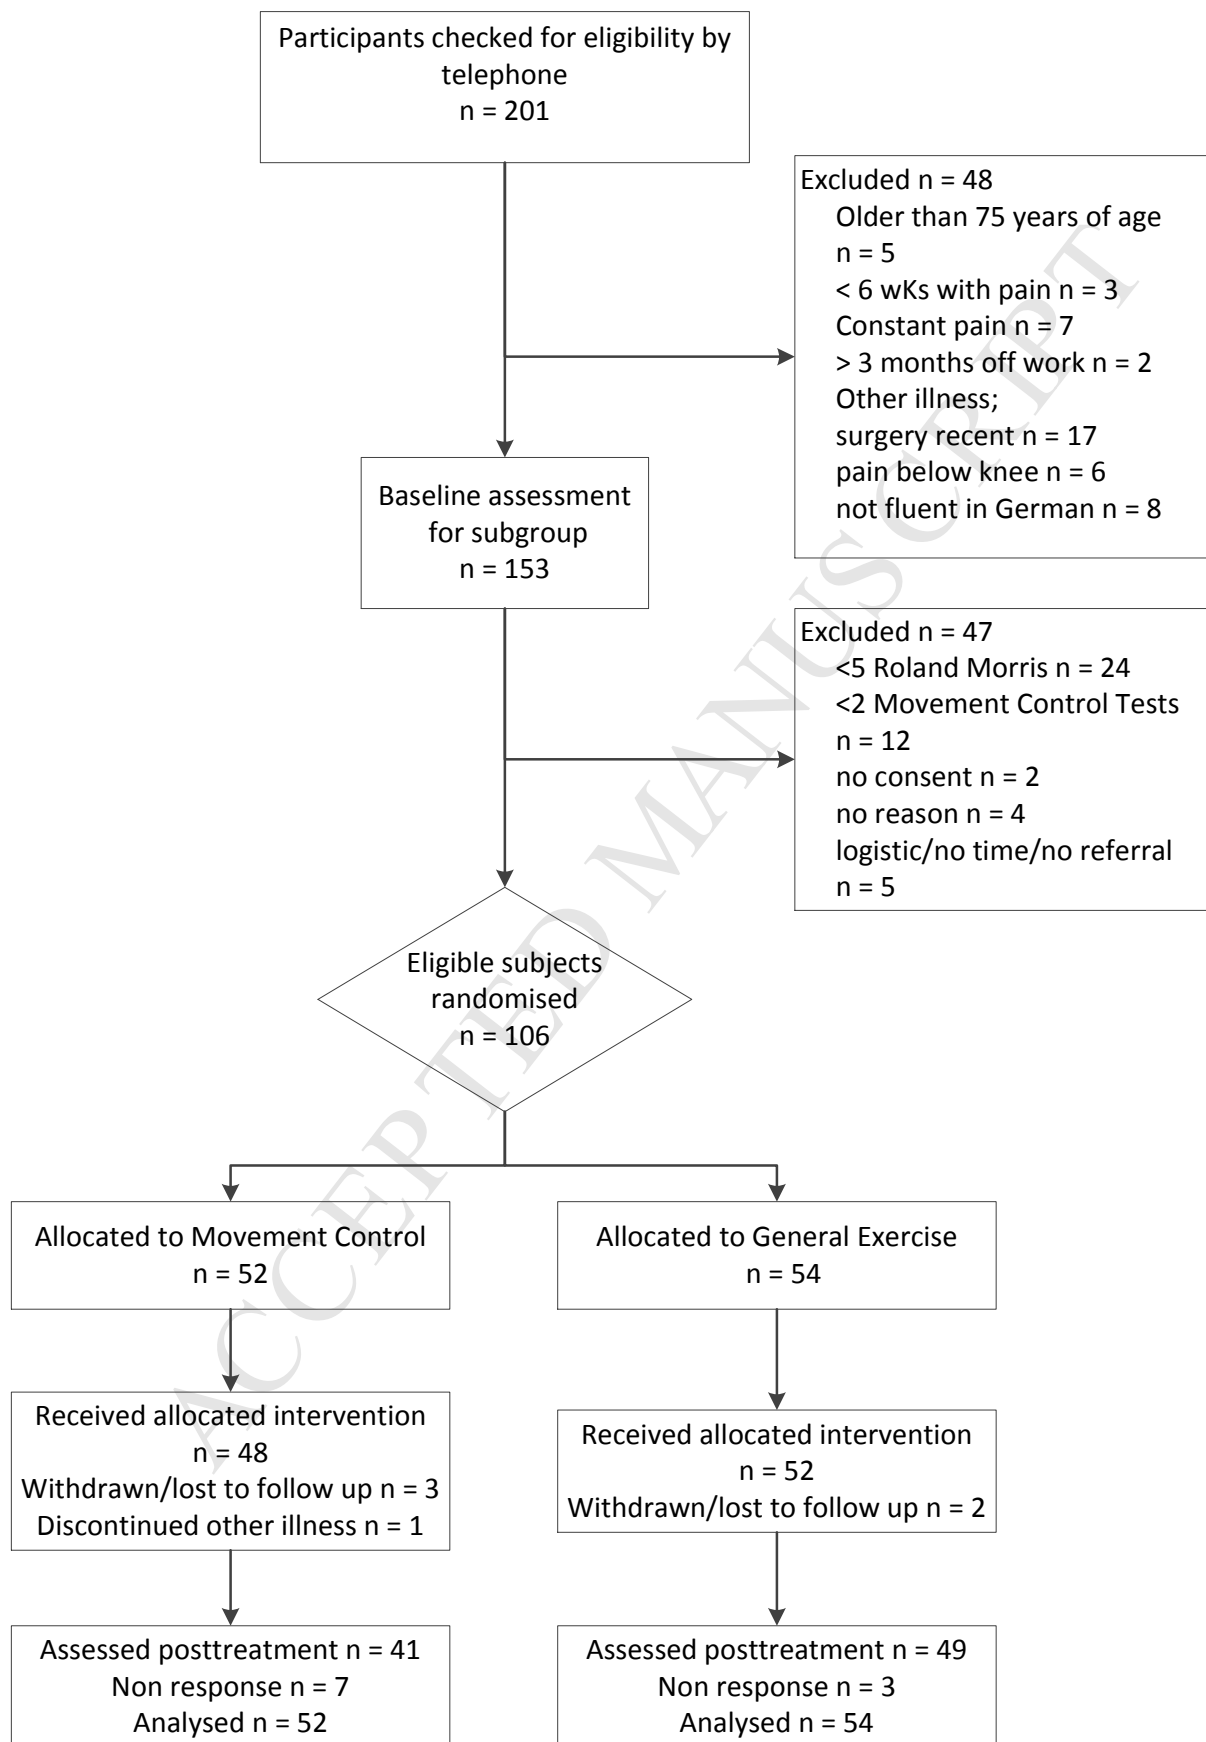 Participants checked for eligibility by
telephone
n = 201
Excluded n = 48
Older than 75 years of age
n = 5
< 6 wKs with pain n = 3
Constant pain n = 7
> 3 months off work n = 2
Other illness;
surgery recent n = 17
pain below knee n = 6
not fluent in German n = 8
Baseline assessment
for subgroup
n = 153
Excluded n = 47
<5 Roland Morris n = 24
<2 Movement Control Tests
n = 12
no consent n = 2
no reason n = 4
logistic/no time/no referral
n = 5
Eligible subjects
randomised
n = 106
Allocated to Movement Control
n = 52
Allocated to General Exercise
n = 54
Received allocated intervention
n = 48
Withdrawn/lost to follow up n = 3
Discontinued other illness n = 1
Received allocated intervention
n = 52
Withdrawn/lost to follow up n = 2
Assessed posttreatment n = 41
Non response n = 7
Analysed n = 52
Assessed posttreatment n = 49
Non response n = 3
Analysed n = 54
ACCEPTED MANUSCRIPT